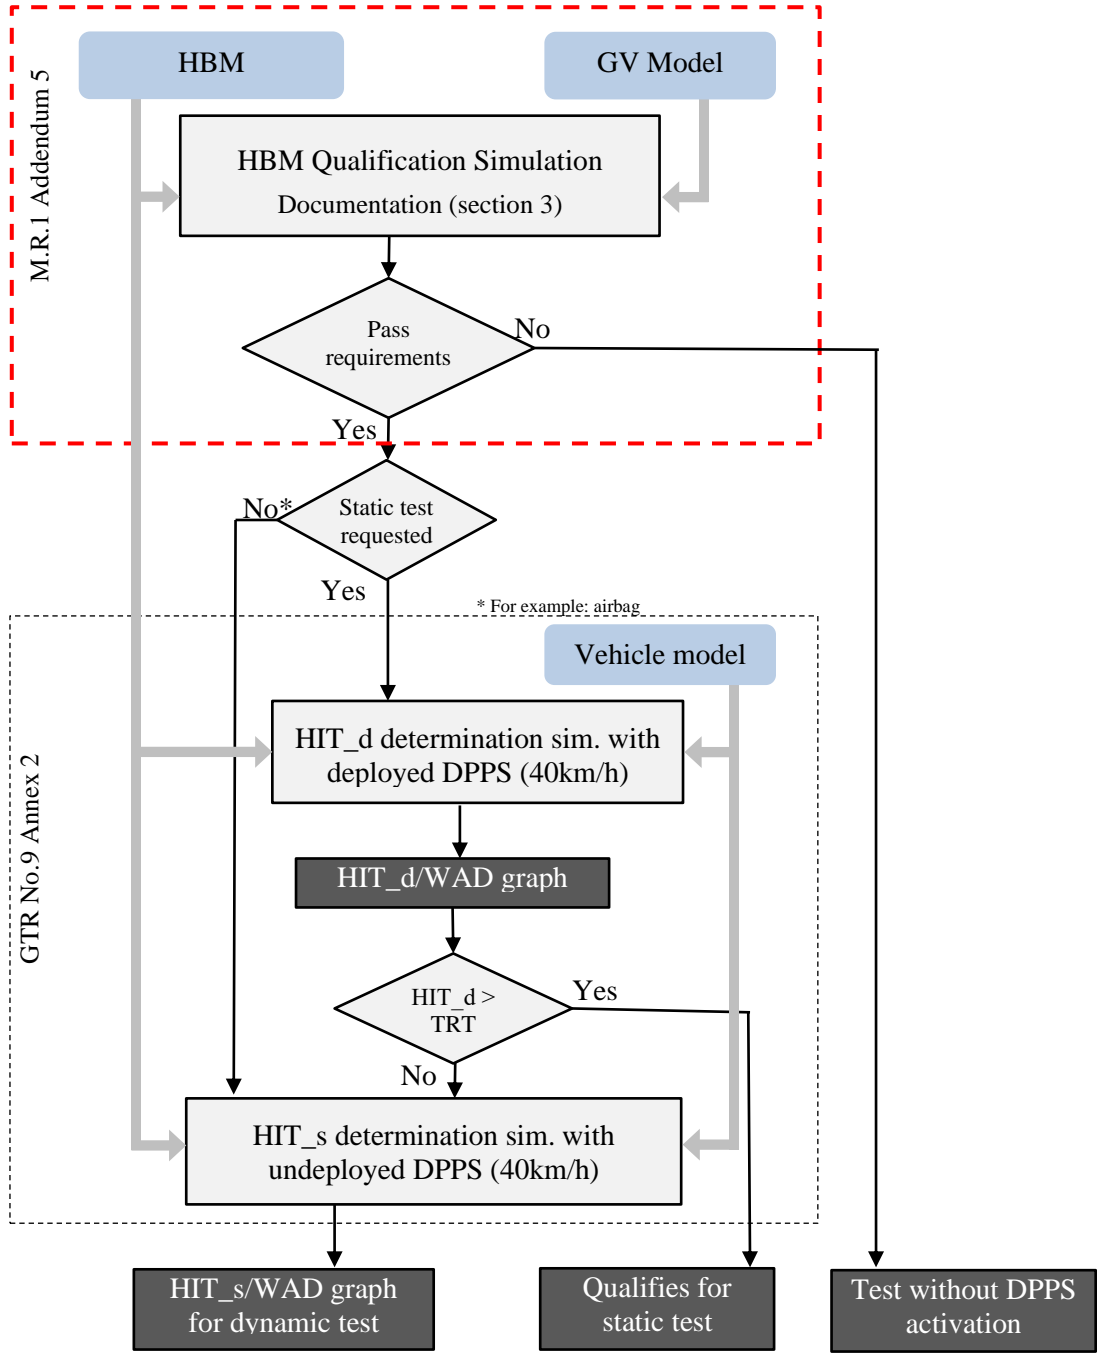 M.R.1 Addendum 5
HBM
GV Model
HBM Qualification Simulation
Documentation (section 3)
Pass
requirements
No
Yes
No*
Static test
requested
Yes
* For example: airbag
GTR No.9 Annex 2
Vehicle model
HIT_d determination sim. with
deployed DPPS (40km/h)
HIT_d/WAD graph
HIT_d >
TRT
Yes
No
HIT_s determination sim. with
undeployed DPPS (40km/h)
HIT_s/WAD graph
for dynamic test
Qualifies for
static test
Test without DPPS
activation